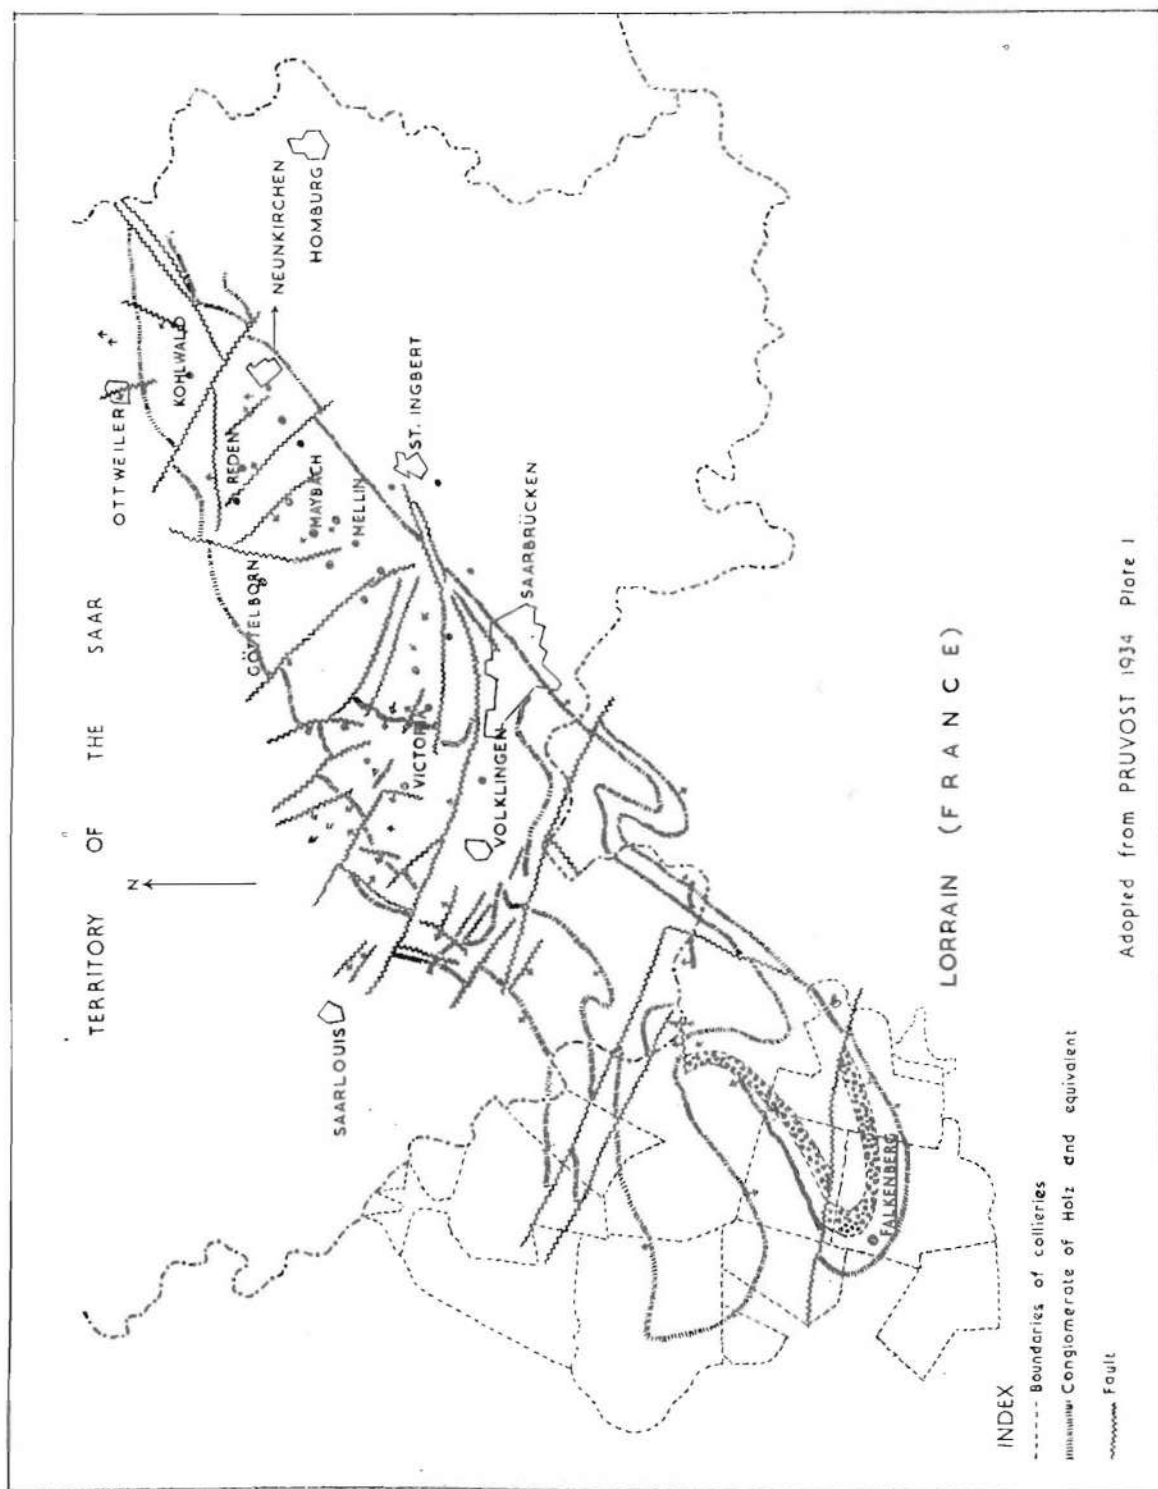 TERRITORY OF THE SAAR
N
OTTWEILER
KOHLWALD
NEUNKIRCHEN
HOMBURG
REDEN
GÖTTELBORN
MAYBACH
MELLIN
ST. INGBERT
SAARBRÜCKEN
VICTORIA
VOLKLINGEN
SAARLOUIS
FALKENBERG
LORRAIN (FRANCE)
INDEX
Boundaries of collieries
Conglomerate of Holz and equivalent
Fault
Adopted from PRUVOST 1934 Plate I